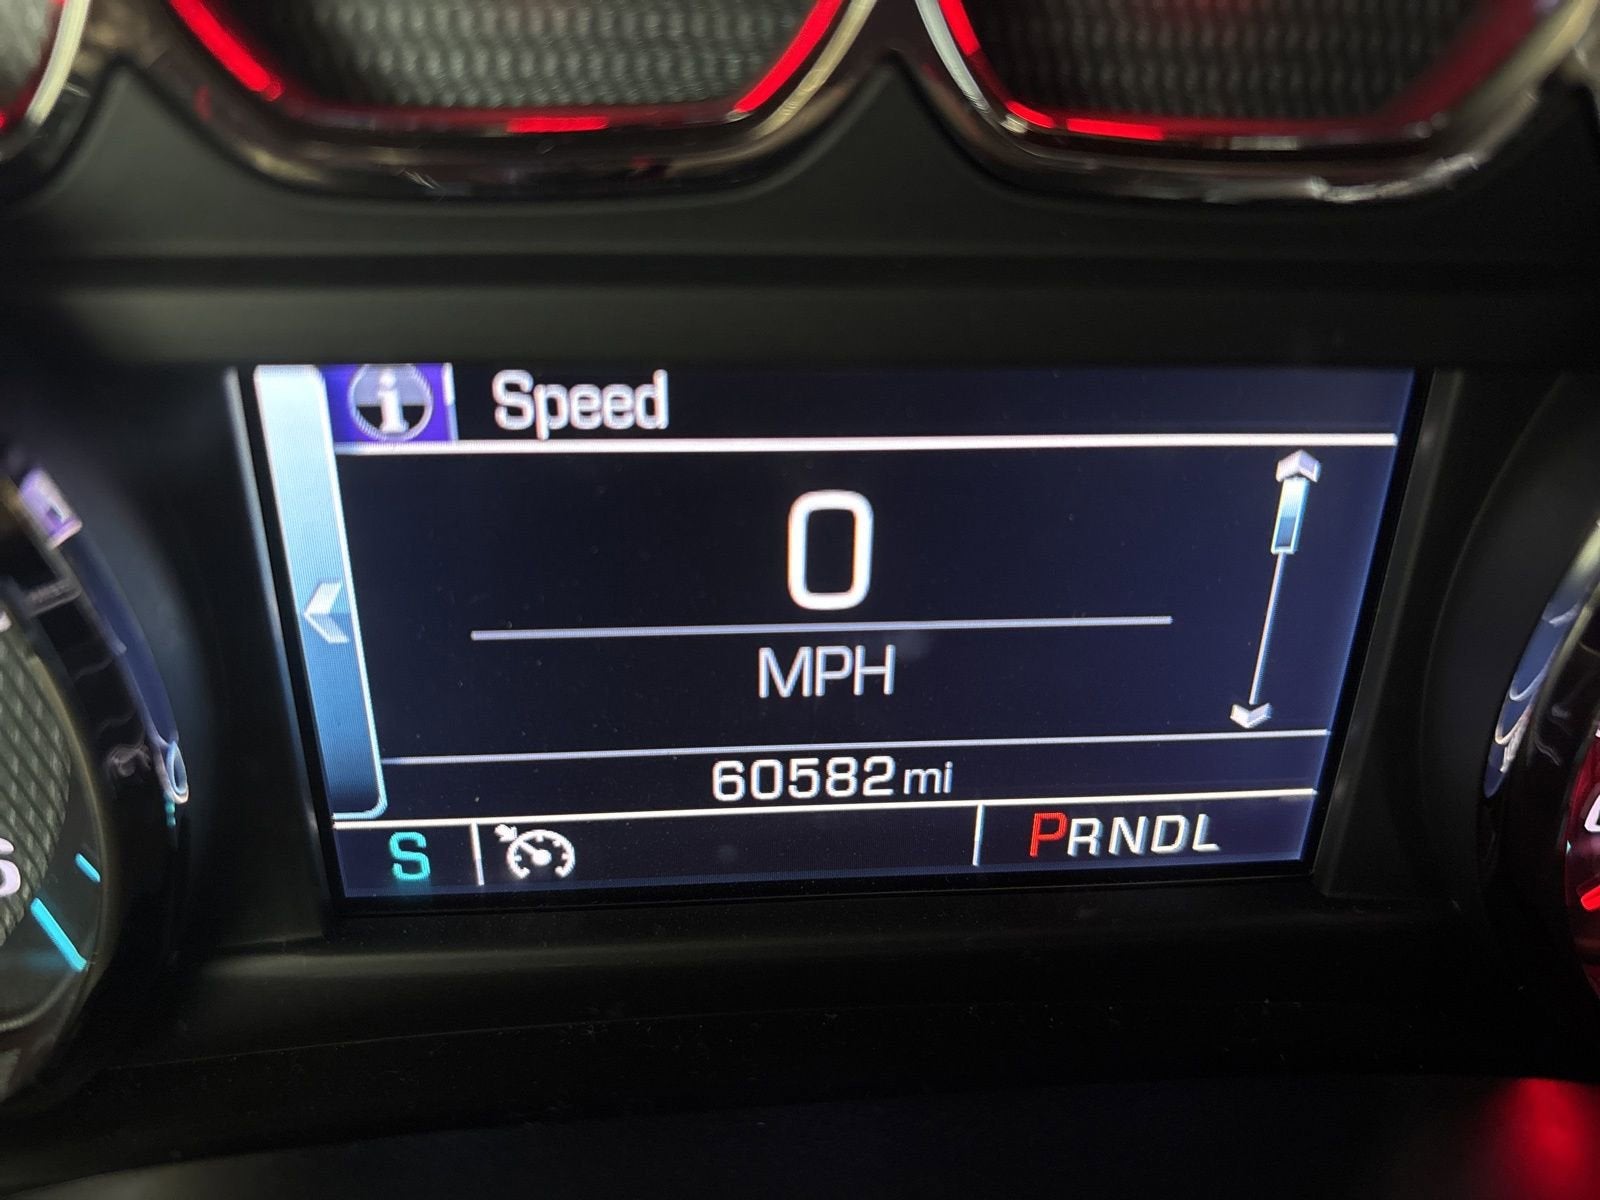 i Speed
0
MPH
60582 mi
S PRNDL